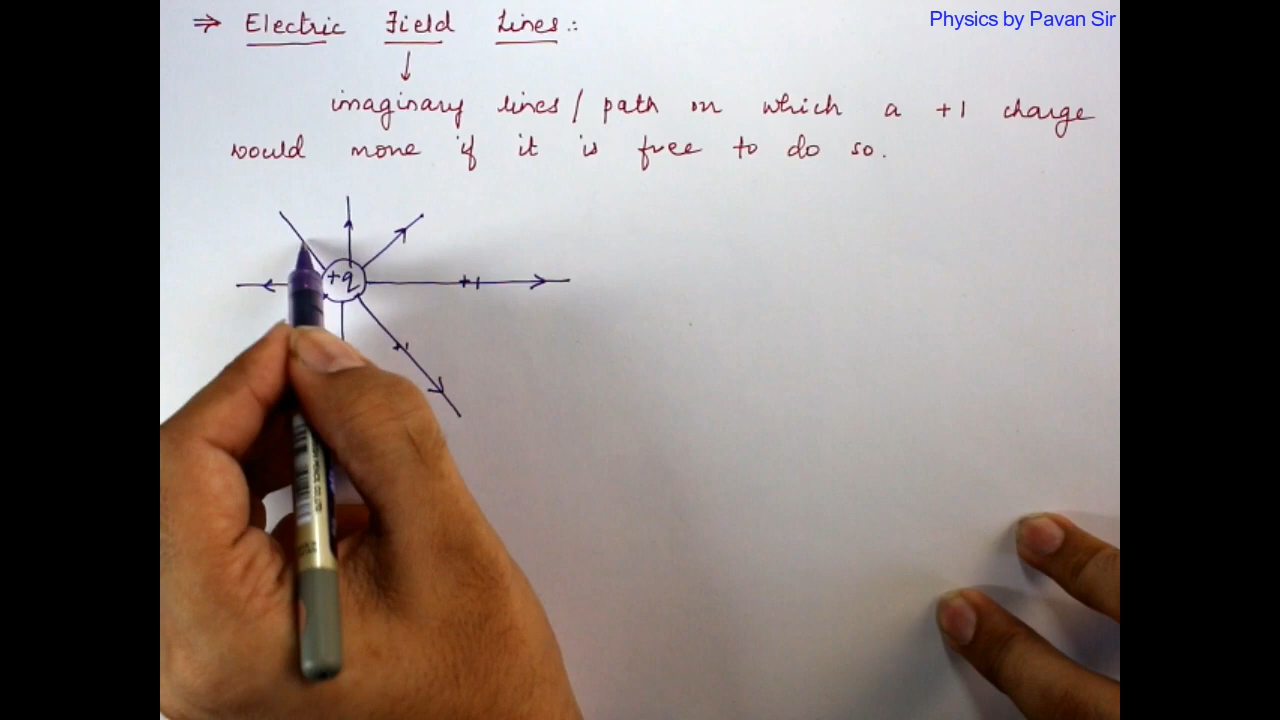 Physics by Pavan Sir
⇒ Electric Field Lines :-
↓
imaginary lines / path on which a +1 charge
would move if it is free to do so.
+q
+1
+1